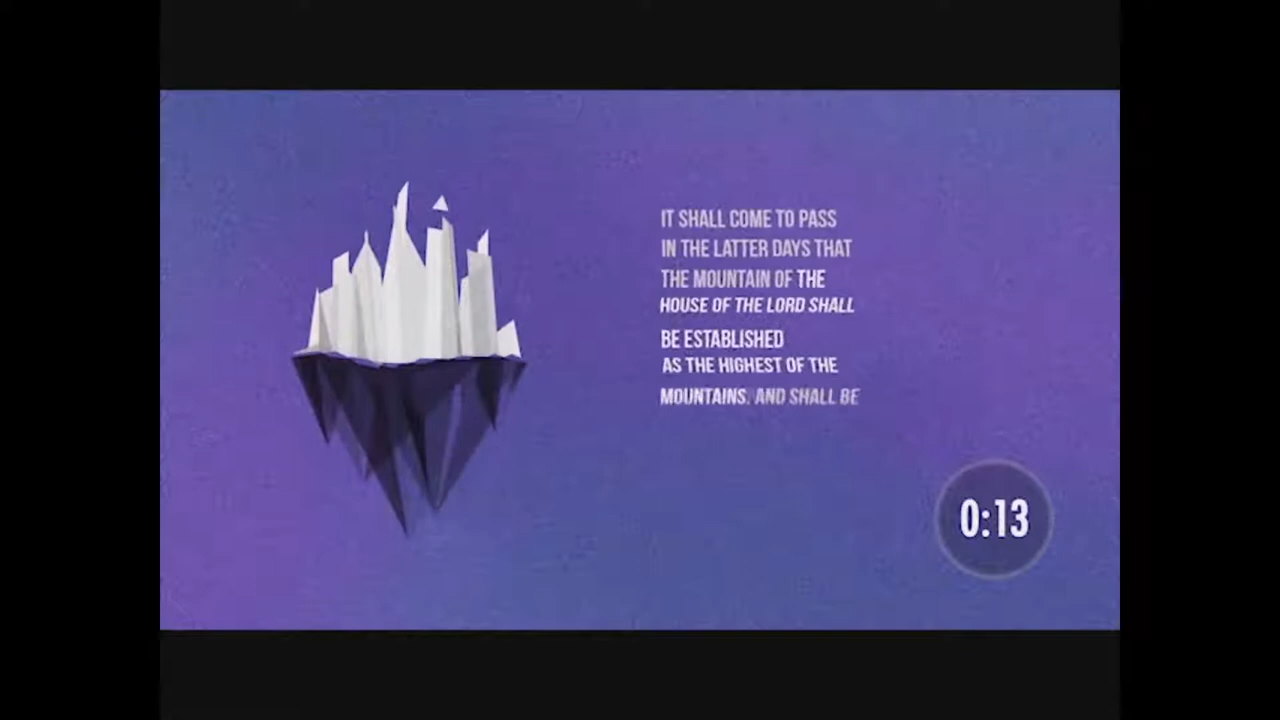 IT SHALL COME TO PASS
IN THE LATTER DAYS THAT
THE MOUNTAIN OF THE
HOUSE OF THE LORD SHALL
BE ESTABLISHED
AS THE HIGHEST OF THE
MOUNTAINS. AND SHALL BE
0:13